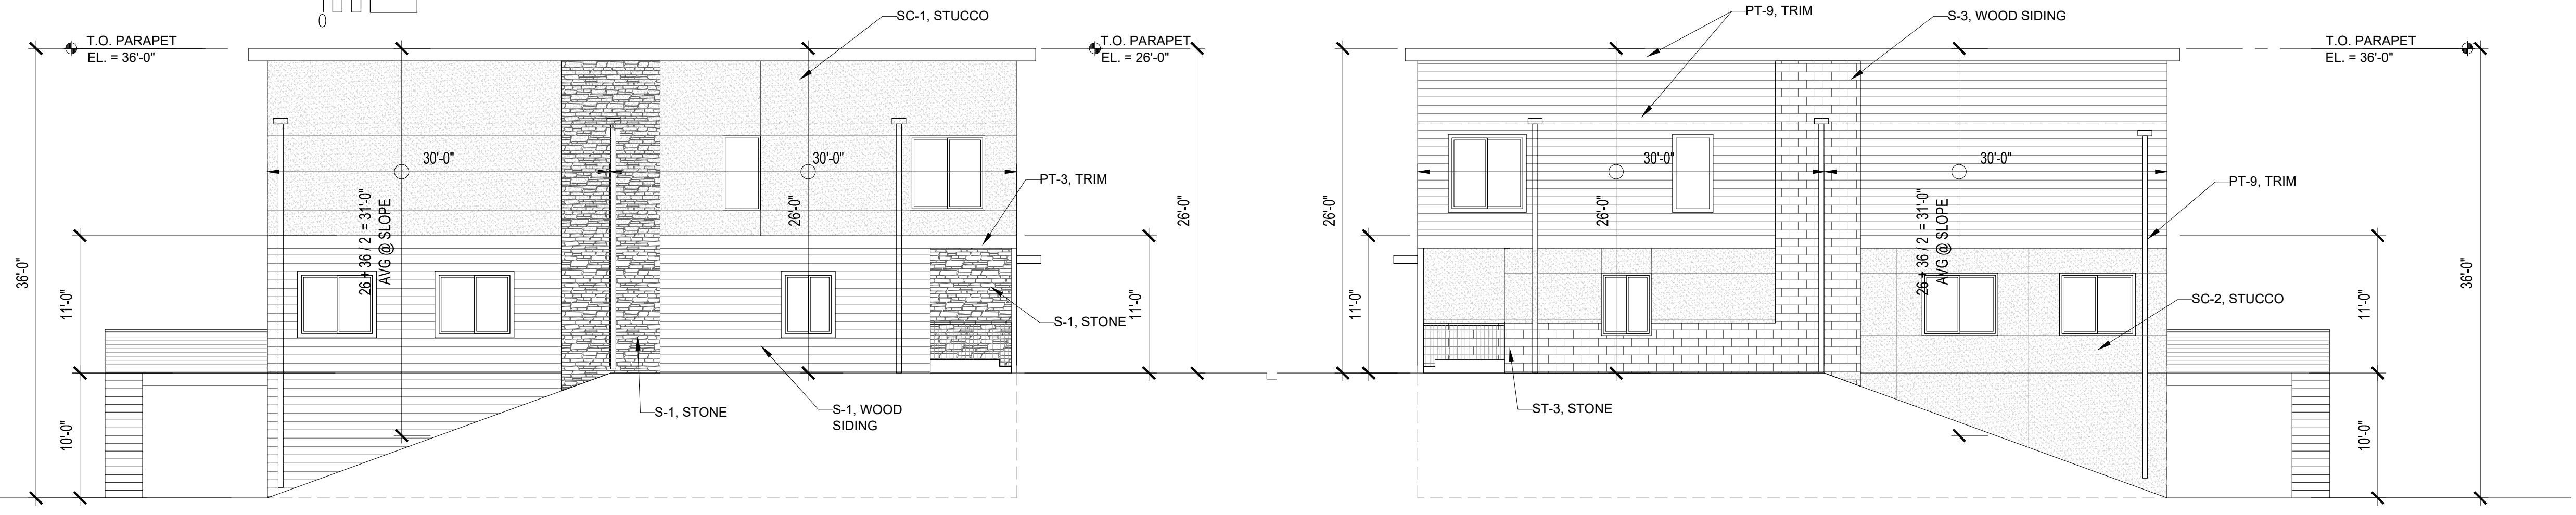 SC-1, STUCCO
T.O. PARAPET
EL. = 36'-0"
T.O. PARAPET
EL. = 26'-0"
30'-0"
30'-0"
26 + 36 / 2 = 31'-0"
AVG @ SLOPE
26'-0"
PT-3, TRIM
26'-0"
36'-0"
11'-0"
11'-0"
S-1, STONE
S-1, STONE
S-1, WOOD
SIDING
10'-0"
PT-9, TRIM
S-3, WOOD SIDING
T.O. PARAPET
EL. = 36'-0"
30'-0"
30'-0"
26'-0"
26'-0"
26 + 36 / 2 = 31'-0"
AVG @ SLOPE
PT-9, TRIM
36'-0"
11'-0"
SC-2, STUCCO
11'-0"
ST-3, STONE
10'-0"